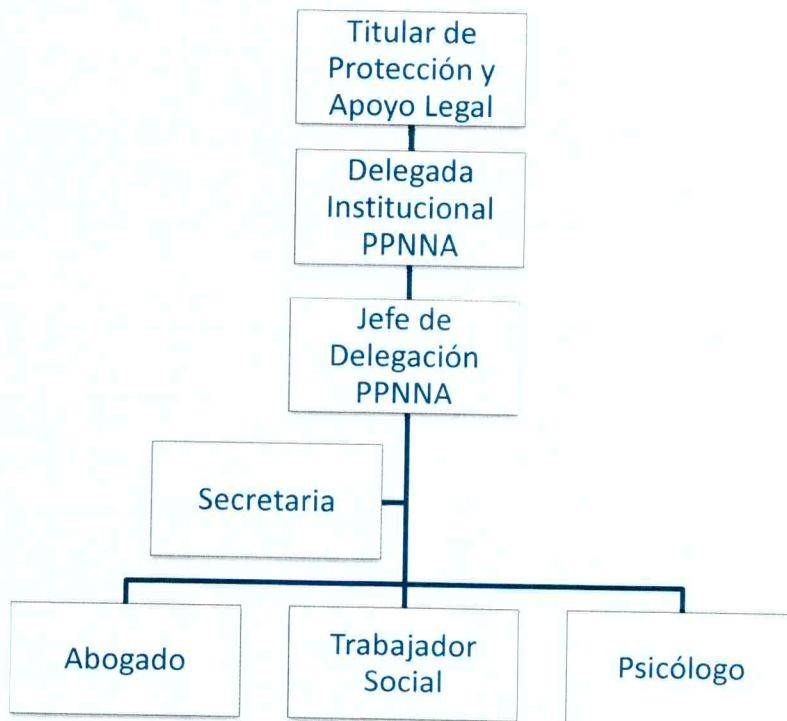 Titular de
Protección y
Apoyo Legal
Delegada
Institucional
PPNNA
Jefe de
Delegación
PPNNA
Secretaria
Abogado
Trabajador
Social
Psicólogo